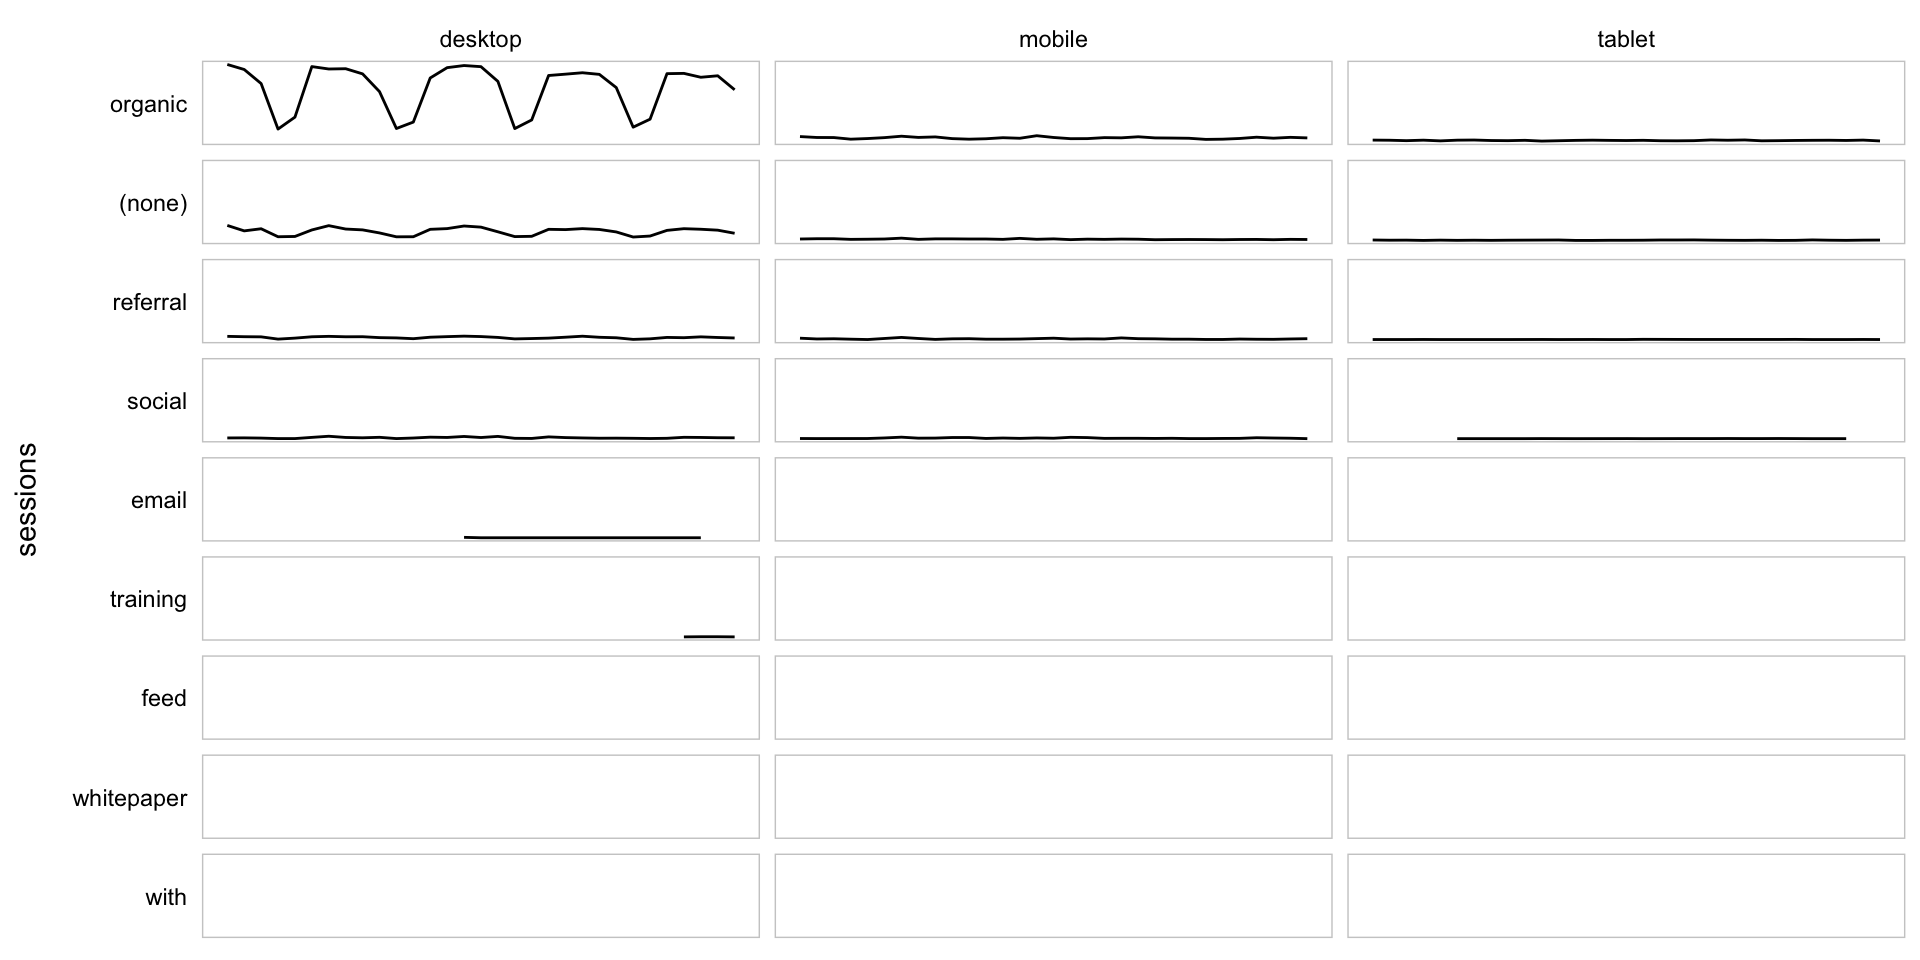 desktop
mobile
tablet
organic
(none)
referral
social
email
training
feed
whitepaper
with
sessions